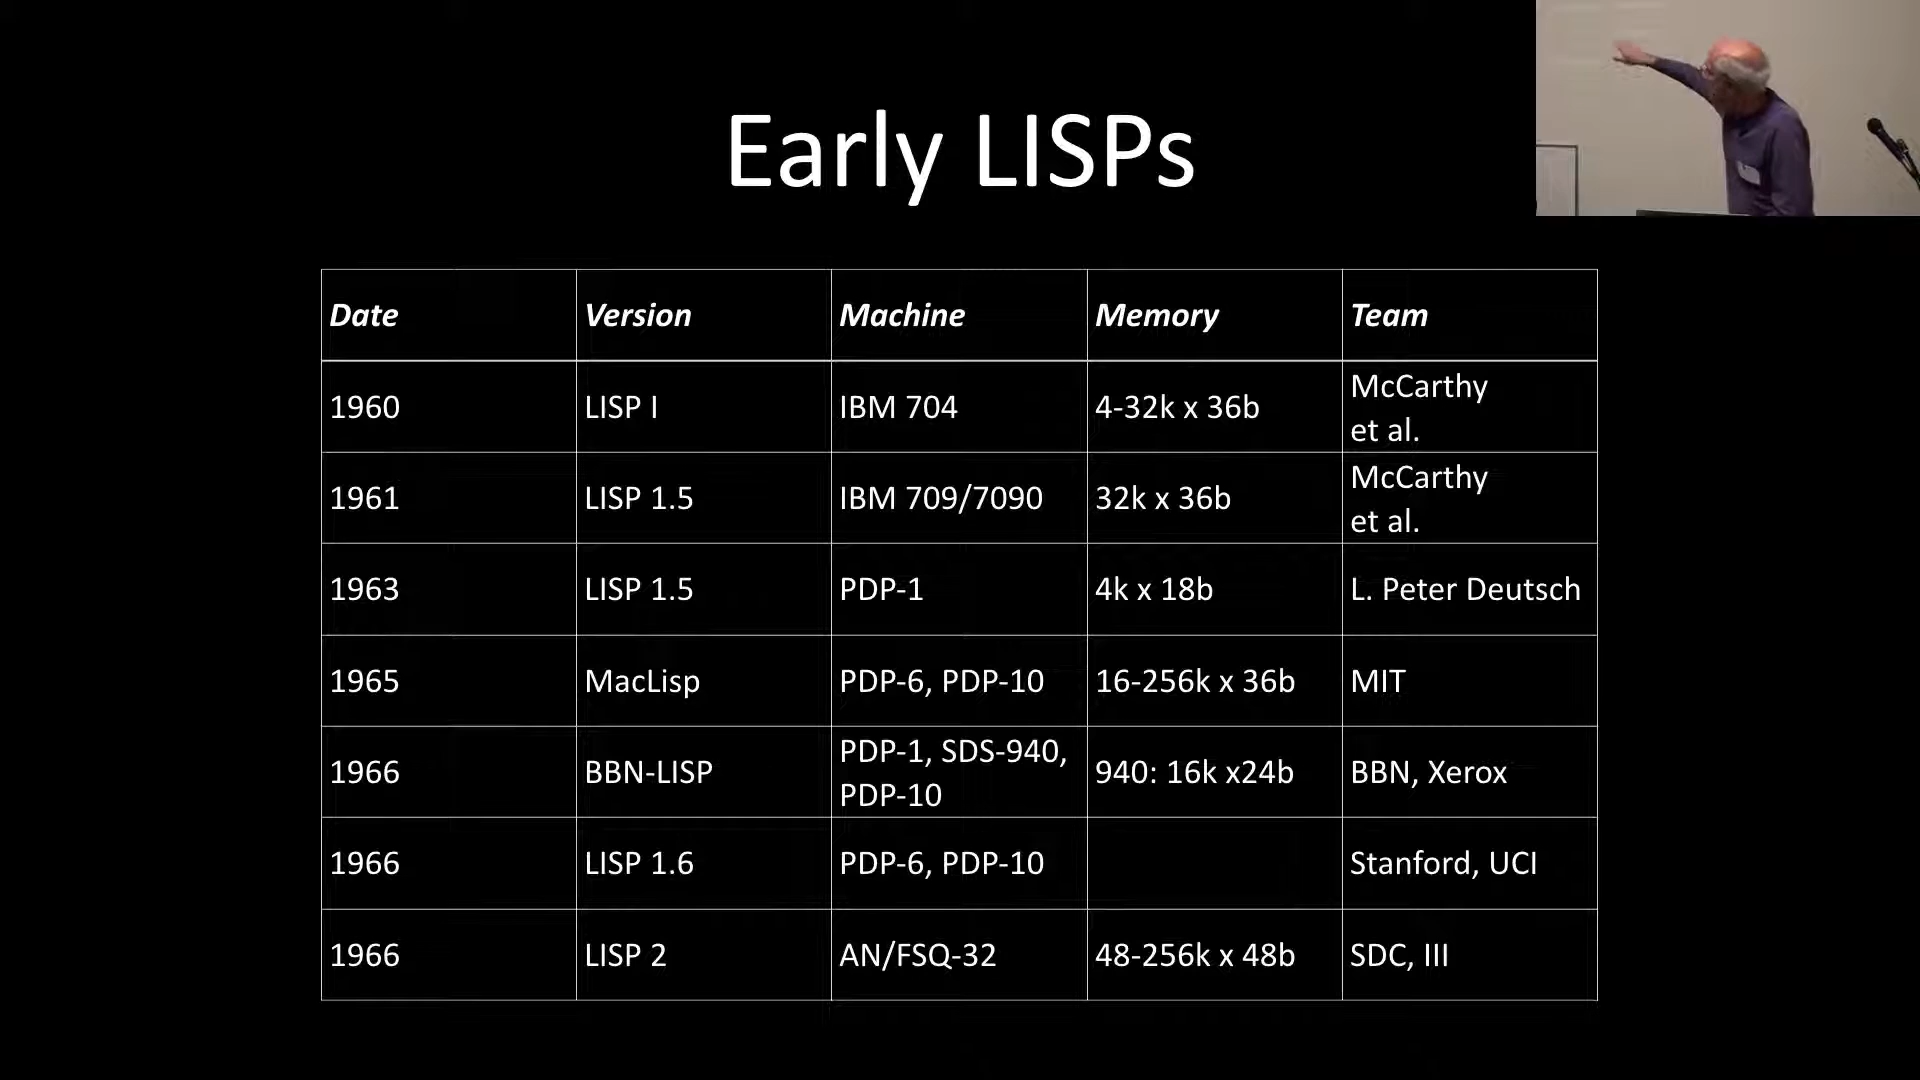 Early LISPs
Date Version Machine Memory Team
1960 LISP I IBM 704 4-32k x 36b McCarthy
et al.
1961 LISP 1.5 IBM 709/7090 32k x 36b McCarthy
et al.
1963 LISP 1.5 PDP-1 4k x 18b L. Peter Deutsch
1965 MacLisp PDP-6, PDP-10 16-256k x 36b MIT
1966 BBN-LISP PDP-1, SDS-940,
PDP-10 940: 16k x24b BBN, Xerox
1966 LISP 1.6 PDP-6, PDP-10 Stanford, UCI
1966 LISP 2 AN/FSQ-32 48-256k x 48b SDC, III